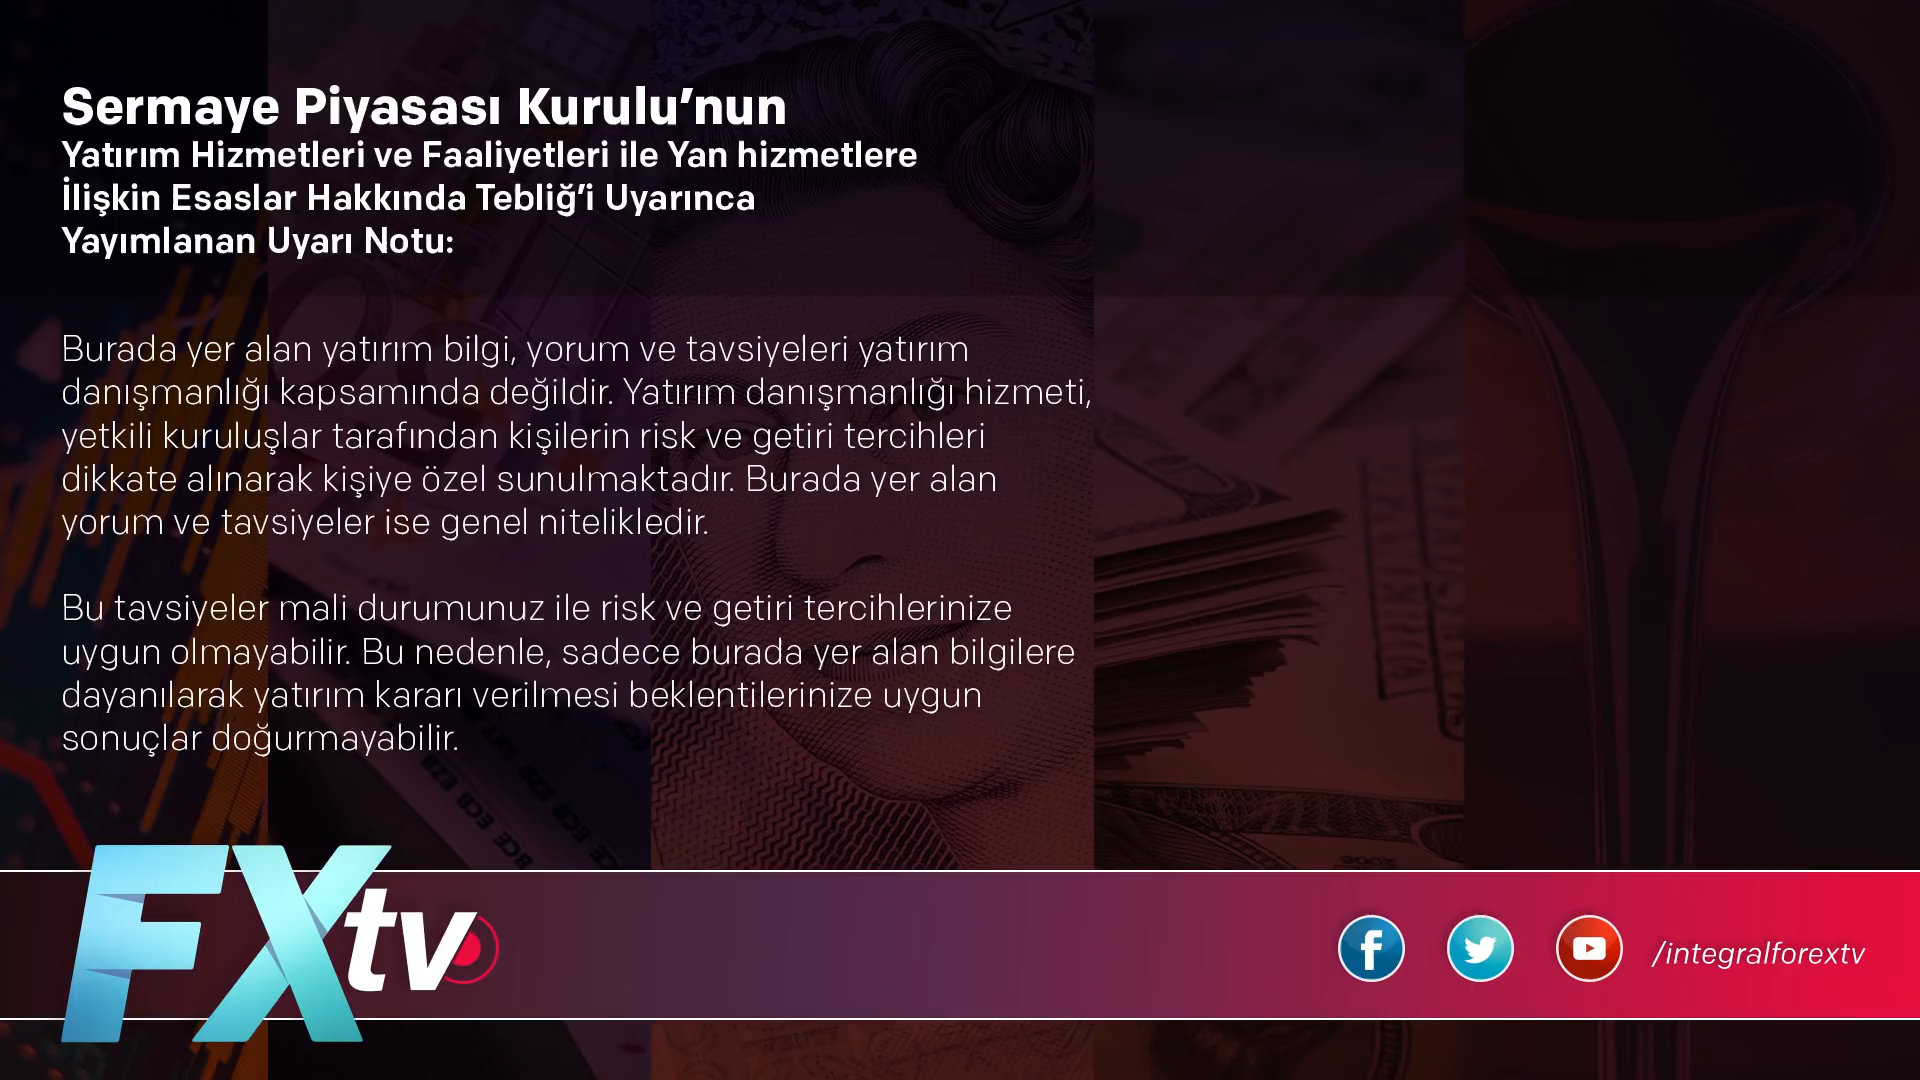 Sermaye Piyasası Kurulu’nun
Yatırım Hizmetleri ve Faaliyetleri ile Yan hizmetlere
İlişkin Esaslar Hakkında Tebliğ’i Uyarınca
Yayımlanan Uyarı Notu:
Burada yer alan yatırım bilgi, yorum ve tavsiyeleri yatırım
danışmanlığı kapsamında değildir. Yatırım danışmanlığı hizmeti,
yetkili kuruluşlar tarafından kişilerin risk ve getiri tercihleri
dikkate alınarak kişiye özel sunulmaktadır. Burada yer alan
yorum ve tavsiyeler ise genel nitelikledir.
Bu tavsiyeler mali durumunuz ile risk ve getiri tercihlerinize
uygun olmayabilir. Bu nedenle, sadece burada yer alan bilgilere
dayanılarak yatırım kararı verilmesi beklentilerinize uygun
sonuçlar doğurmayabilir.
FXtv
/integralforextv